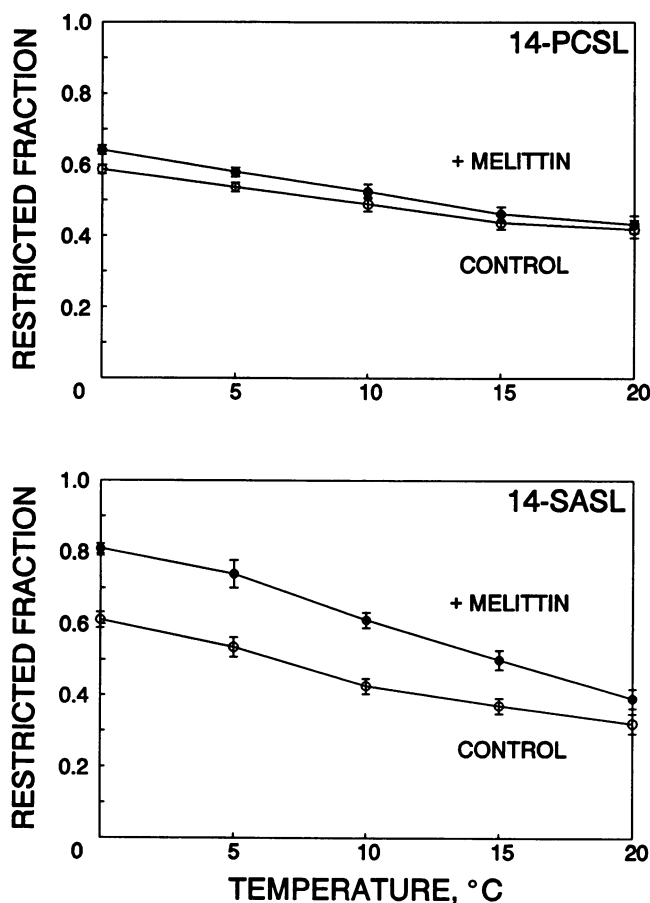 14-PCSL
RESTRICTED FRACTION
1.0
0.8
0.6
0.4
0.2
0
+ MELITTIN
CONTROL
5
10
15
20
14-SASL
RESTRICTED FRACTION
1.0
0.8
0.6
0.4
0.2
0
+ MELITTIN
CONTROL
5
10
15
20
TEMPERATURE, °C